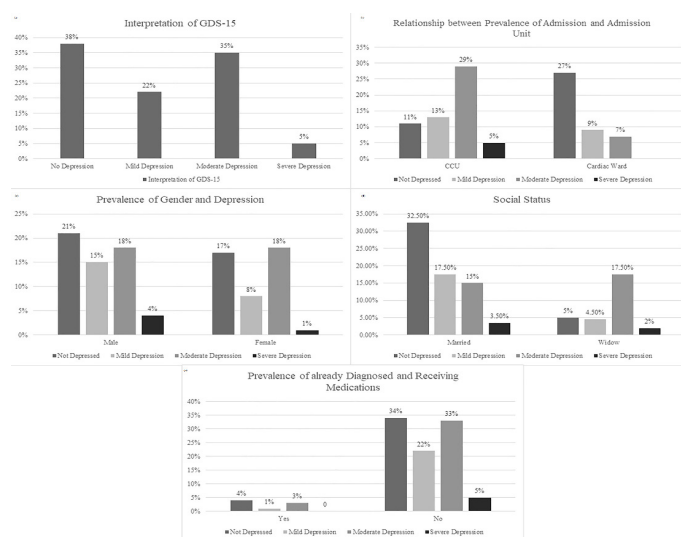 Interpretation of GDS-15
40%
35%
30%
25%
20%
15%
10%
5%
0%
38%
22%
35%
5%
No Depression
Mild Depression
Moderate Depression
Severe Depression
Interpretation of GDS-15
Relationship between Prevalence of Admission and Admission
Unit
35%
30%
25%
20%
15%
10%
5%
0%
11%
13%
29%
5%
27%
9%
7%
CCU
Cardiac Ward
Not Depressed
Mild Depression
Moderate Depression
Severe Depression
Prevalence of Gender and Depression
25%
20%
15%
10%
5%
0%
21%
15%
18%
4%
17%
8%
18%
1%
Male
Female
Not Depressed
Mild Depression
Moderate Depression
Severe Depression
Social Status
35.00%
30.00%
25.00%
20.00%
15.00%
10.00%
5.00%
0.00%
32.50%
17.50%
15%
3.50%
5%
4.50%
17.50%
2%
Married
Widow
Not Depressed
Mild Depression
Moderate Depression
Severe Depression
Prevalence of already Diagnosed and Receiving
Medications
40%
35%
30%
25%
20%
15%
10%
5%
0%
4%
1%
3%
0
34%
22%
33%
5%
Yes
No
Not Depressed
Mild Depression
Moderate Depression
Severe Depression